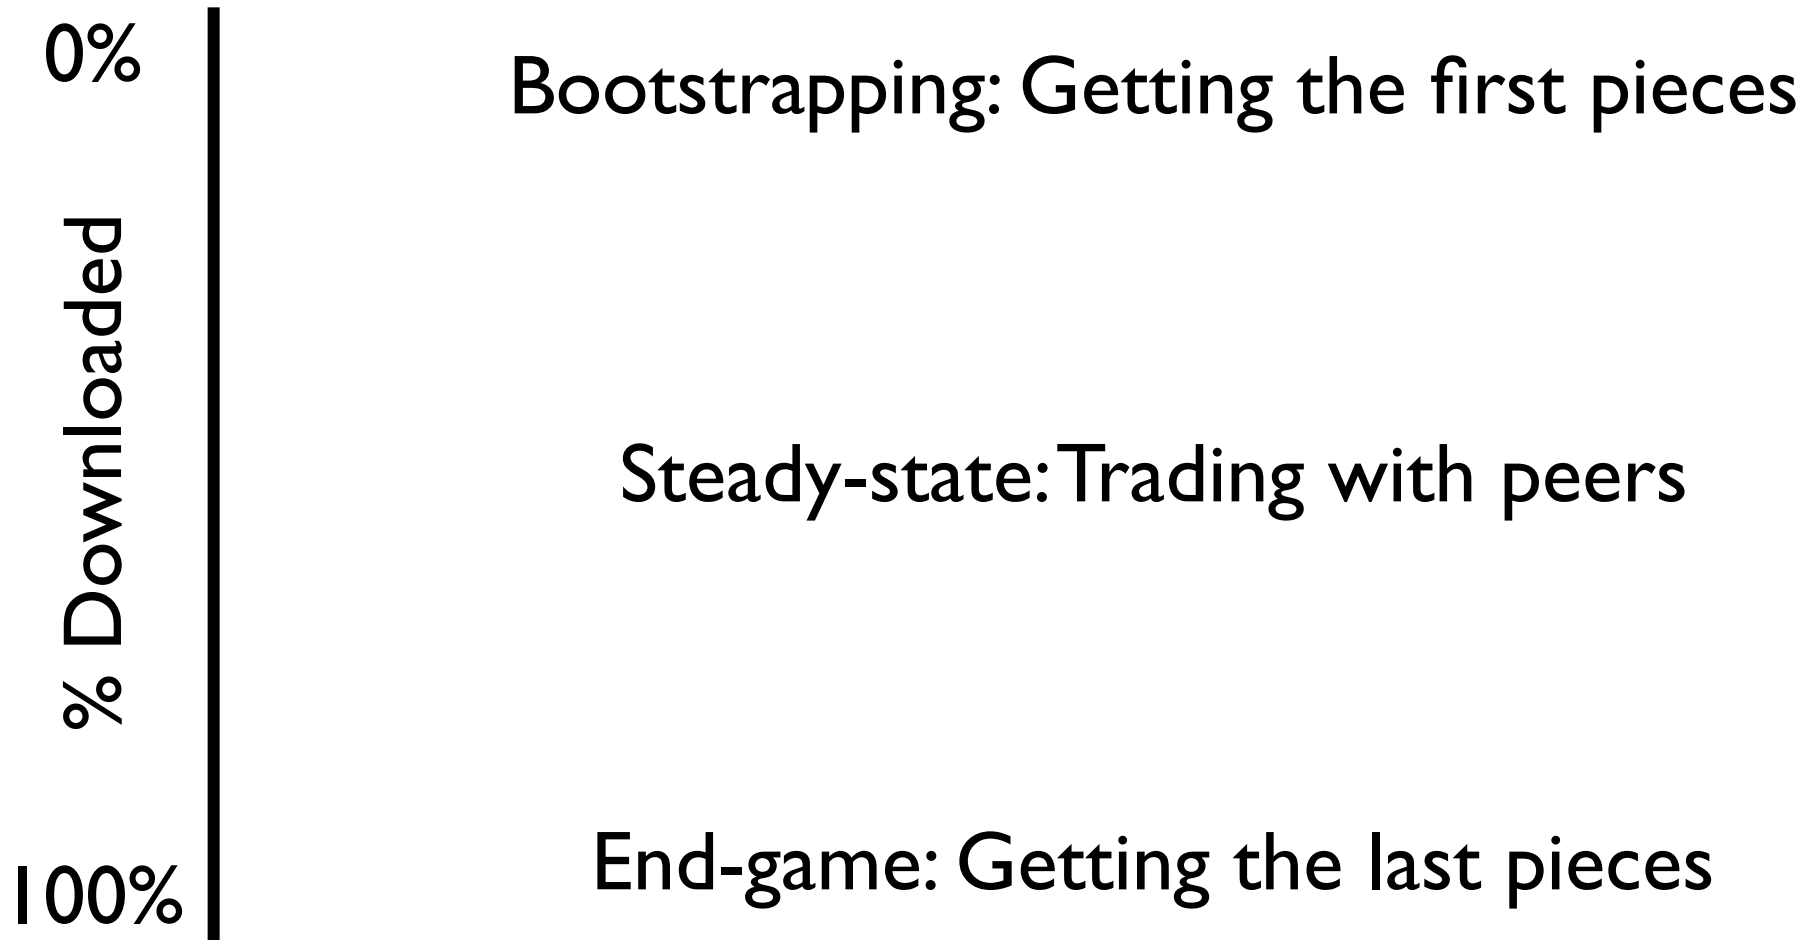 0%
Bootstrapping: Getting the first pieces
% Downloaded
Steady-state: Trading with peers
End-game: Getting the last pieces
100%